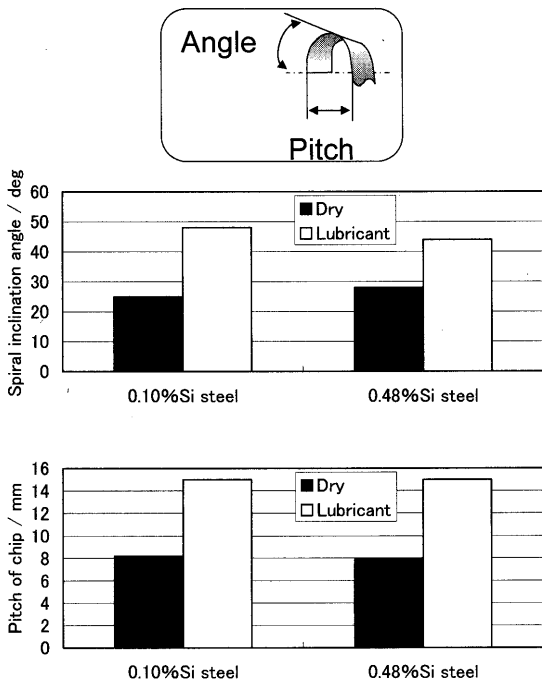 Angle
Pitch
Spiral inclination angle / deg
60
50
40
30
20
10
0
Dry
Lubricant
0.10%Si steel
0.48%Si steel
Pitch of chip / mm
16
14
12
10
8
6
4
2
0
Dry
Lubricant
0.10%Si steel
0.48%Si steel